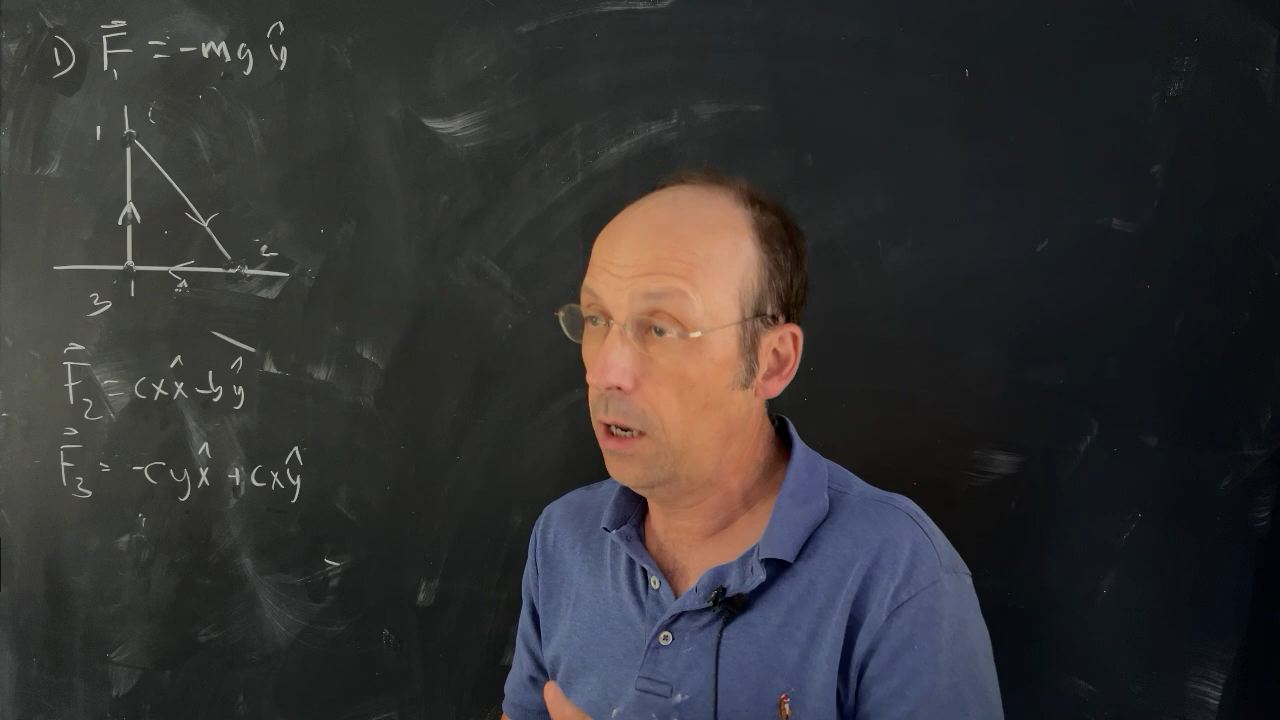 1) F⃗₁ = -mg ŷ
1
2
3
F⃗₂ = cx x̂ - b ŷ
F⃗₃ = -cy x̂ + cx ŷ